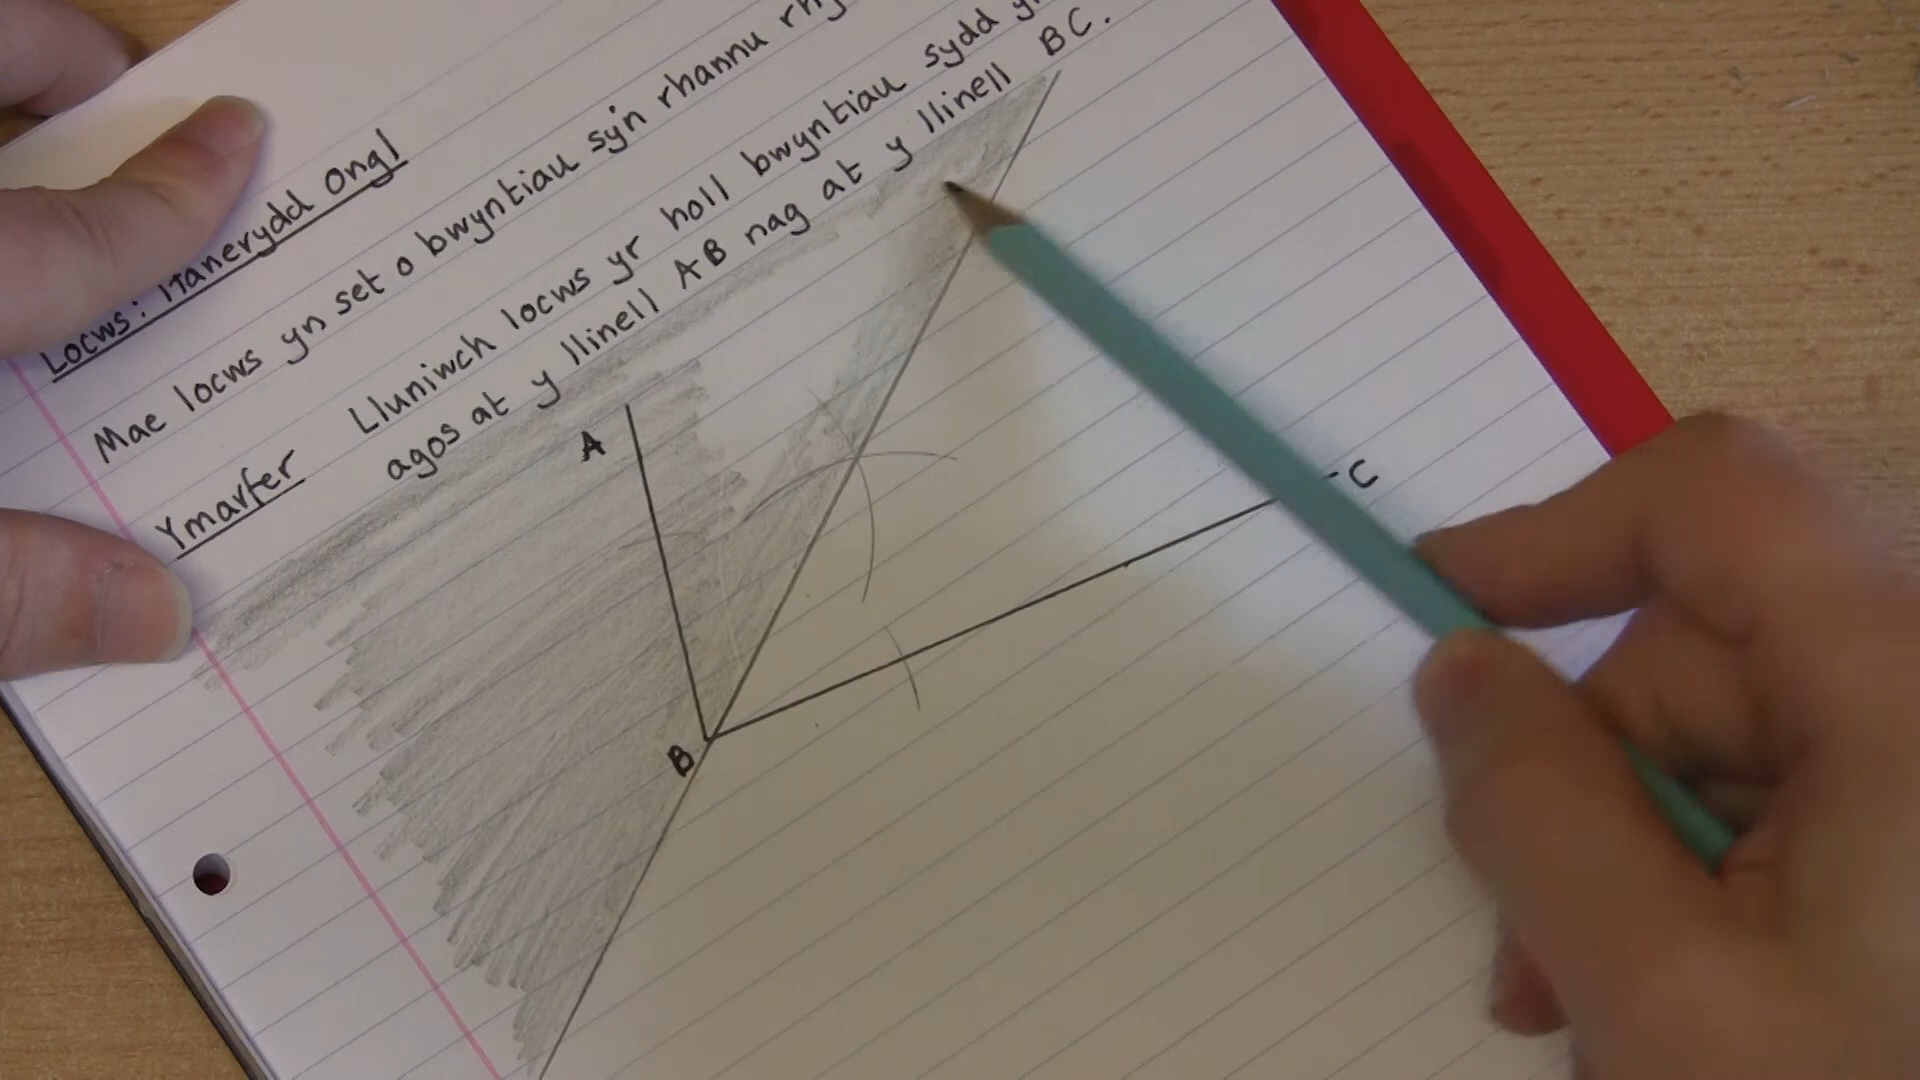 Locws: Hanerydd Ongl
Mae locws yn set o bwyntiau sy'n rhannu
Ymarfer Lluniwch locws yr holl bwyntiau sydd
agos at y llinell AB nag at y llinell BC.
A
C
B